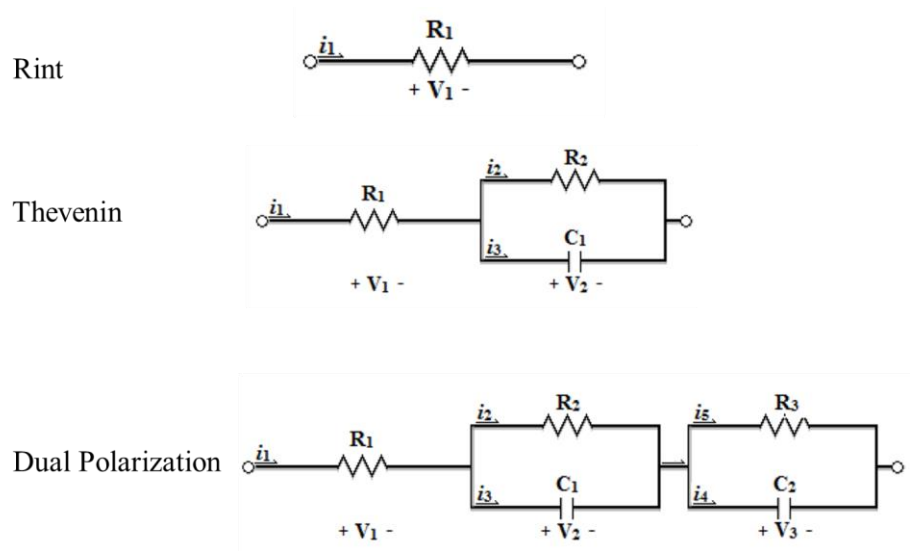 Rint
i1
R1
+ V1 -
Thevenin
i1
R1
+ V1 -
i2
R2
i3
C1
+ V2 -
Dual Polarization
i1
R1
+ V1 -
i2
R2
i3
C1
+ V2 -
i5
R3
i4
C2
+ V3 -